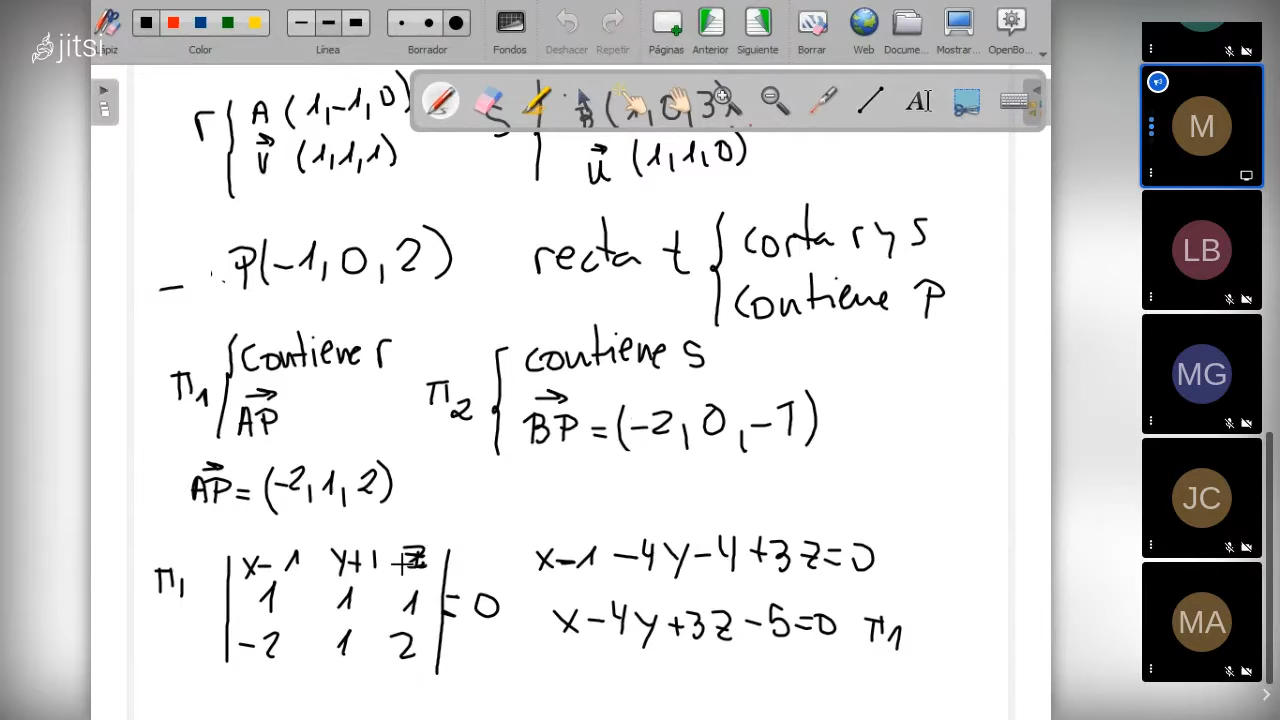 jitsi
Lápiz Color Línea Borrador Fondos Deshacer Repetir Páginas Anterior Siguiente Borrar Web Docume... Mostrar... OpenBo...
r { A (1,-1,0)
v⃗ (1,1,1)
u⃗ (1,1,0)
P(-1,0,2) recta t { corta r y s
contiene P
π1 { contiene r
AP⃗
π2 { contiene s
BP⃗ = (-2,0,-1)
AP⃗ = (-2,1,2)
π1 | x-1 y+1 z |
| 1 1 1 | = 0
| -2 1 2 |
x-1-4y-4+3z=0
x-4y+3z-5=0 π1
M
LB
MG
JC
MA